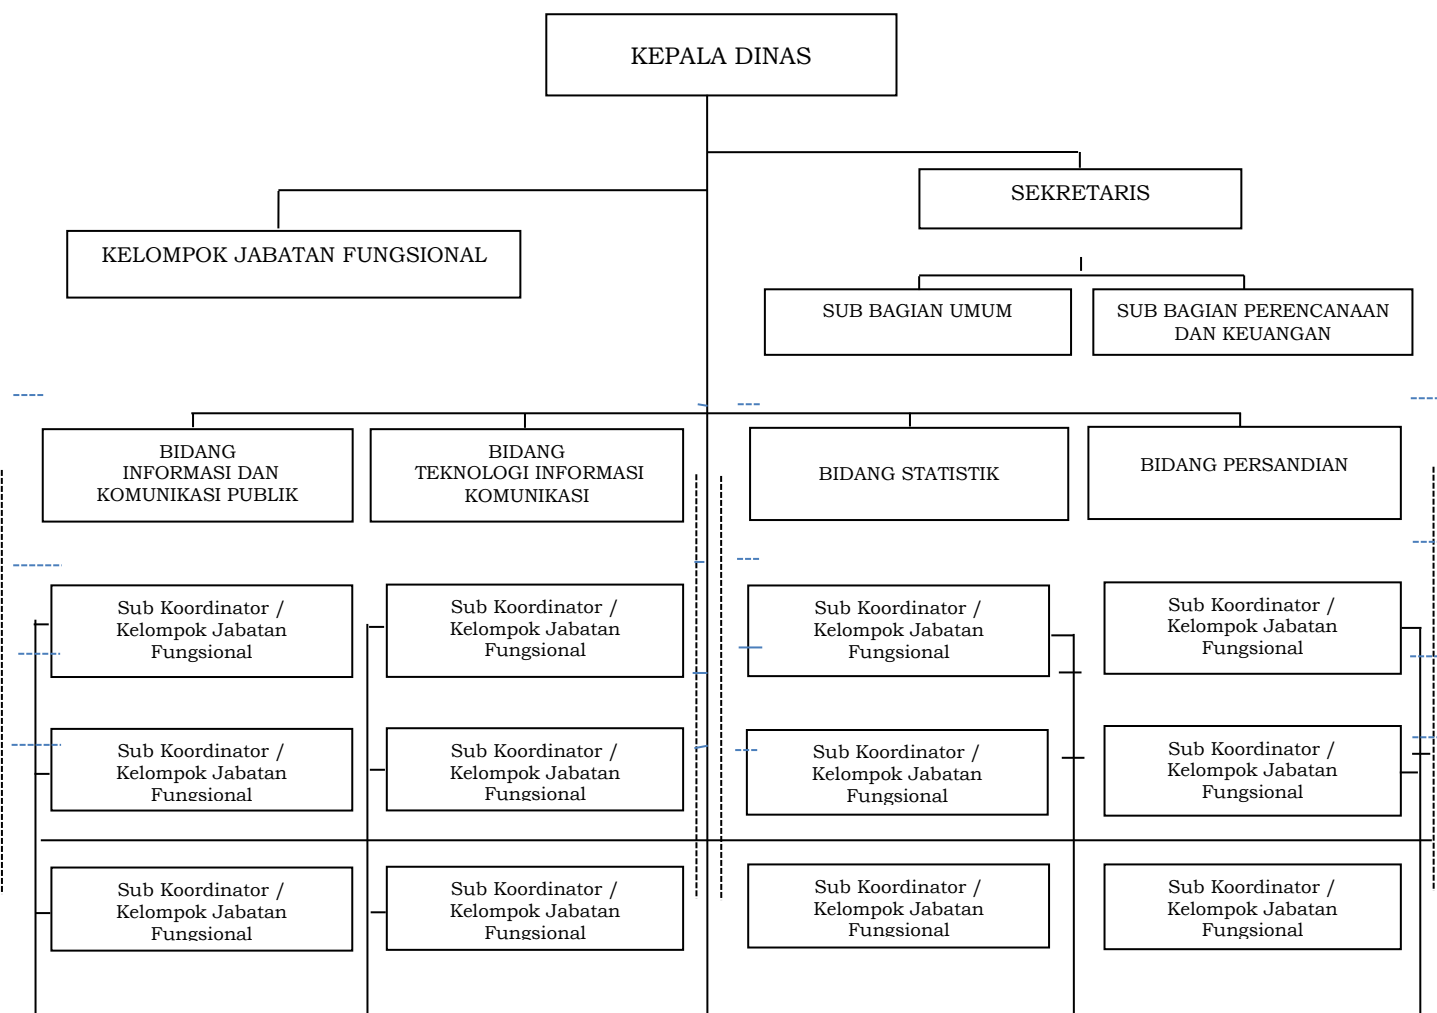 KEPALA DINAS
SEKRETARIS
KELOMPOK JABATAN FUNGSIONAL
SUB BAGIAN UMUM
SUB BAGIAN PERENCANAAN
DAN KEUANGAN
BIDANG
INFORMASI DAN
KOMUNIKASI PUBLIK
BIDANG
TEKNOLOGI INFORMASI
KOMUNIKASI
BIDANG STATISTIK
BIDANG PERSANDIAN
Sub Koordinator /
Kelompok Jabatan
Fungsional
Sub Koordinator /
Kelompok Jabatan
Fungsional
Sub Koordinator /
Kelompok Jabatan
Fungsional
Sub Koordinator /
Kelompok Jabatan
Fungsional
Sub Koordinator /
Kelompok Jabatan
Fungsional
Sub Koordinator /
Kelompok Jabatan
Fungsional
Sub Koordinator /
Kelompok Jabatan
Fungsional
Sub Koordinator /
Kelompok Jabatan
Fungsional
Sub Koordinator /
Kelompok Jabatan
Fungsional
Sub Koordinator /
Kelompok Jabatan
Fungsional
Sub Koordinator /
Kelompok Jabatan
Fungsional
Sub Koordinator /
Kelompok Jabatan
Fungsional